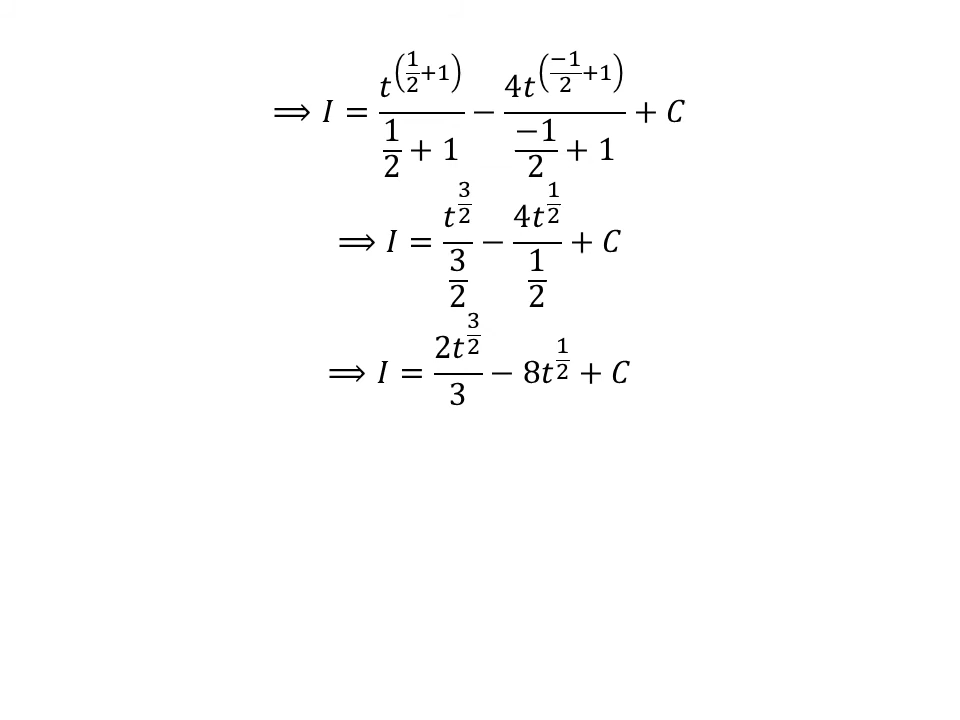 ⟹ I = t^(1/2+1)/(1/2 + 1) − 4t^(−1/2+1)/(−1/2 + 1) + C
⟹ I = t^(3/2)/(3/2) − 4t^(1/2)/(1/2) + C
⟹ I = 2t^(3/2)/3 − 8t^(1/2) + C